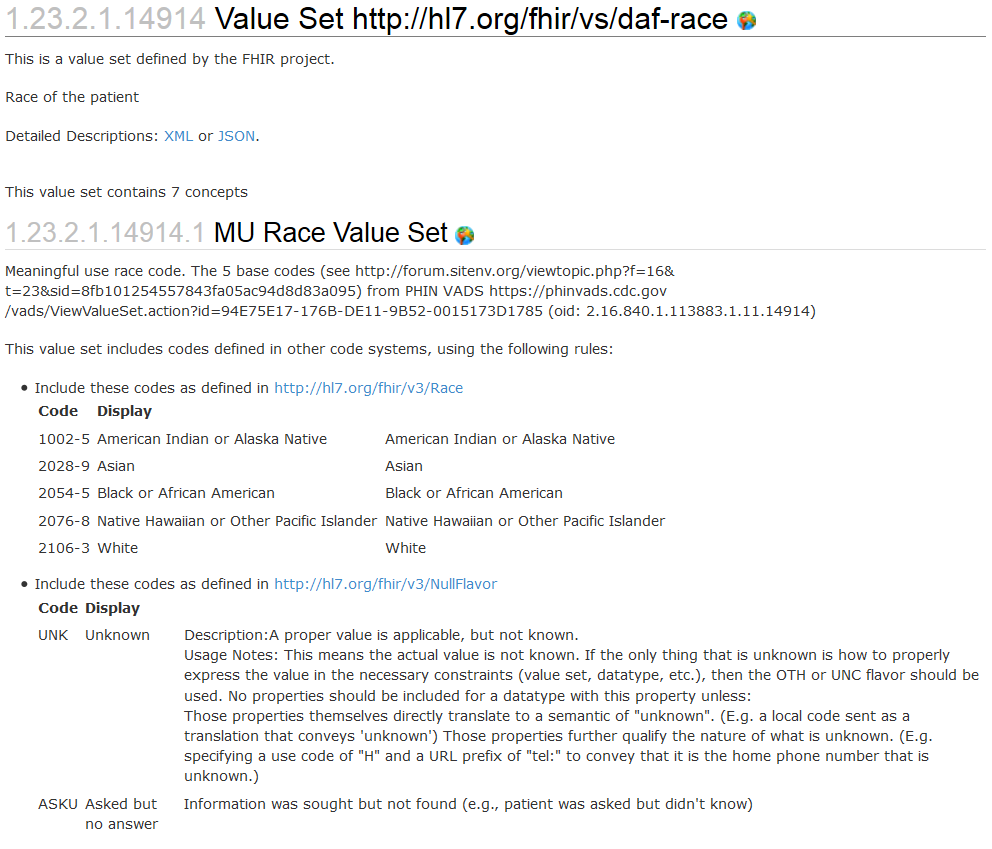 1.23.2.1.14914 Value Set http://hl7.org/fhir/vs/daf-race
This is a value set defined by the FHIR project.
Race of the patient
Detailed Descriptions: XML or JSON.
This value set contains 7 concepts
1.23.2.1.14914.1 MU Race Value Set
Meaningful use race code. The 5 base codes (see http://forum.sitenv.org/viewtopic.php?f=16&
t=23&sid=8fb101254557843fa05ac94d8d83a095) from PHIN VADS https://phinvads.cdc.gov
/vads/ViewValueSet.action?id=94E75E17-176B-DE11-9B52-0015173D1785 (oid: 2.16.840.1.113883.1.11.14914)
This value set includes codes defined in other code systems, using the following rules:
• Include these codes as defined in http://hl7.org/fhir/v3/Race
Code Display
1002-5 American Indian or Alaska Native American Indian or Alaska Native
2028-9 Asian Asian
2054-5 Black or African American Black or African American
2076-8 Native Hawaiian or Other Pacific Islander Native Hawaiian or Other Pacific Islander
2106-3 White White
• Include these codes as defined in http://hl7.org/fhir/v3/NullFlavor
Code Display
UNK Unknown Description:A proper value is applicable, but not known.
Usage Notes: This means the actual value is not known. If the only thing that is unknown is how to properly
express the value in the necessary constraints (value set, datatype, etc.), then the OTH or UNC flavor should be
used. No properties should be included for a datatype with this property unless:
Those properties themselves directly translate to a semantic of "unknown". (E.g. a local code sent as a
translation that conveys 'unknown') Those properties further qualify the nature of what is unknown. (E.g.
specifying a use code of "H" and a URL prefix of "tel:" to convey that it is the home phone number that is
unknown.)
ASKU Asked but Information was sought but not found (e.g., patient was asked but didn't know)
no answer